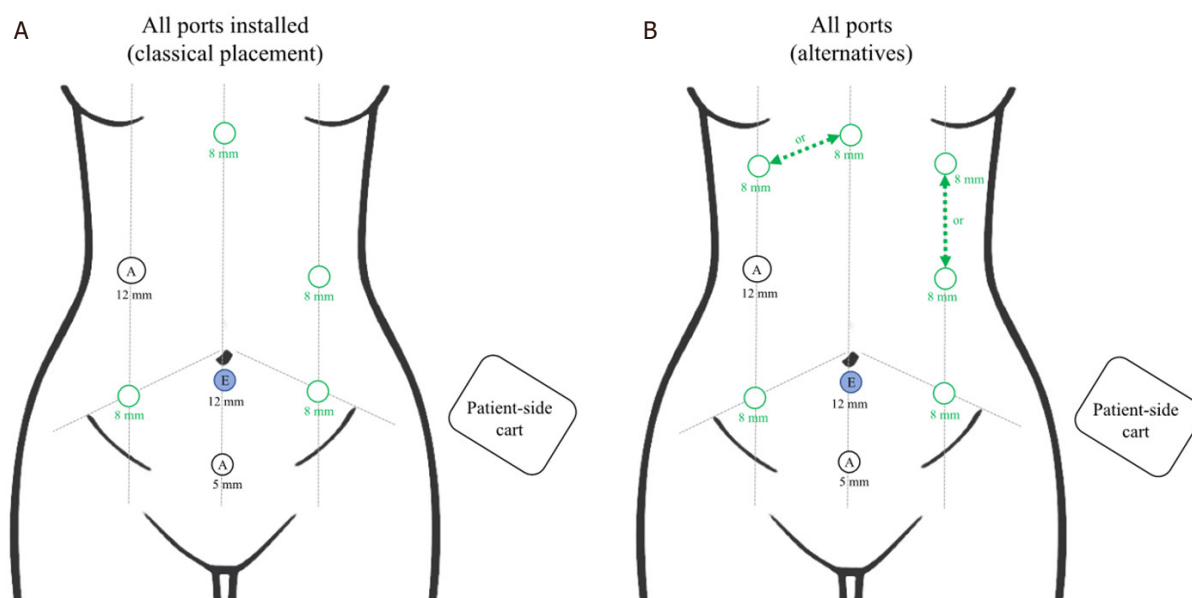 A
All ports installed
(classical placement)
8 mm
A
12 mm
8 mm
E
12 mm
8 mm
8 mm
A
5 mm
Patient-side
cart
B
All ports
(alternatives)
or
8 mm
8 mm
8 mm
or
A
12 mm
8 mm
E
12 mm
8 mm
8 mm
A
5 mm
Patient-side
cart